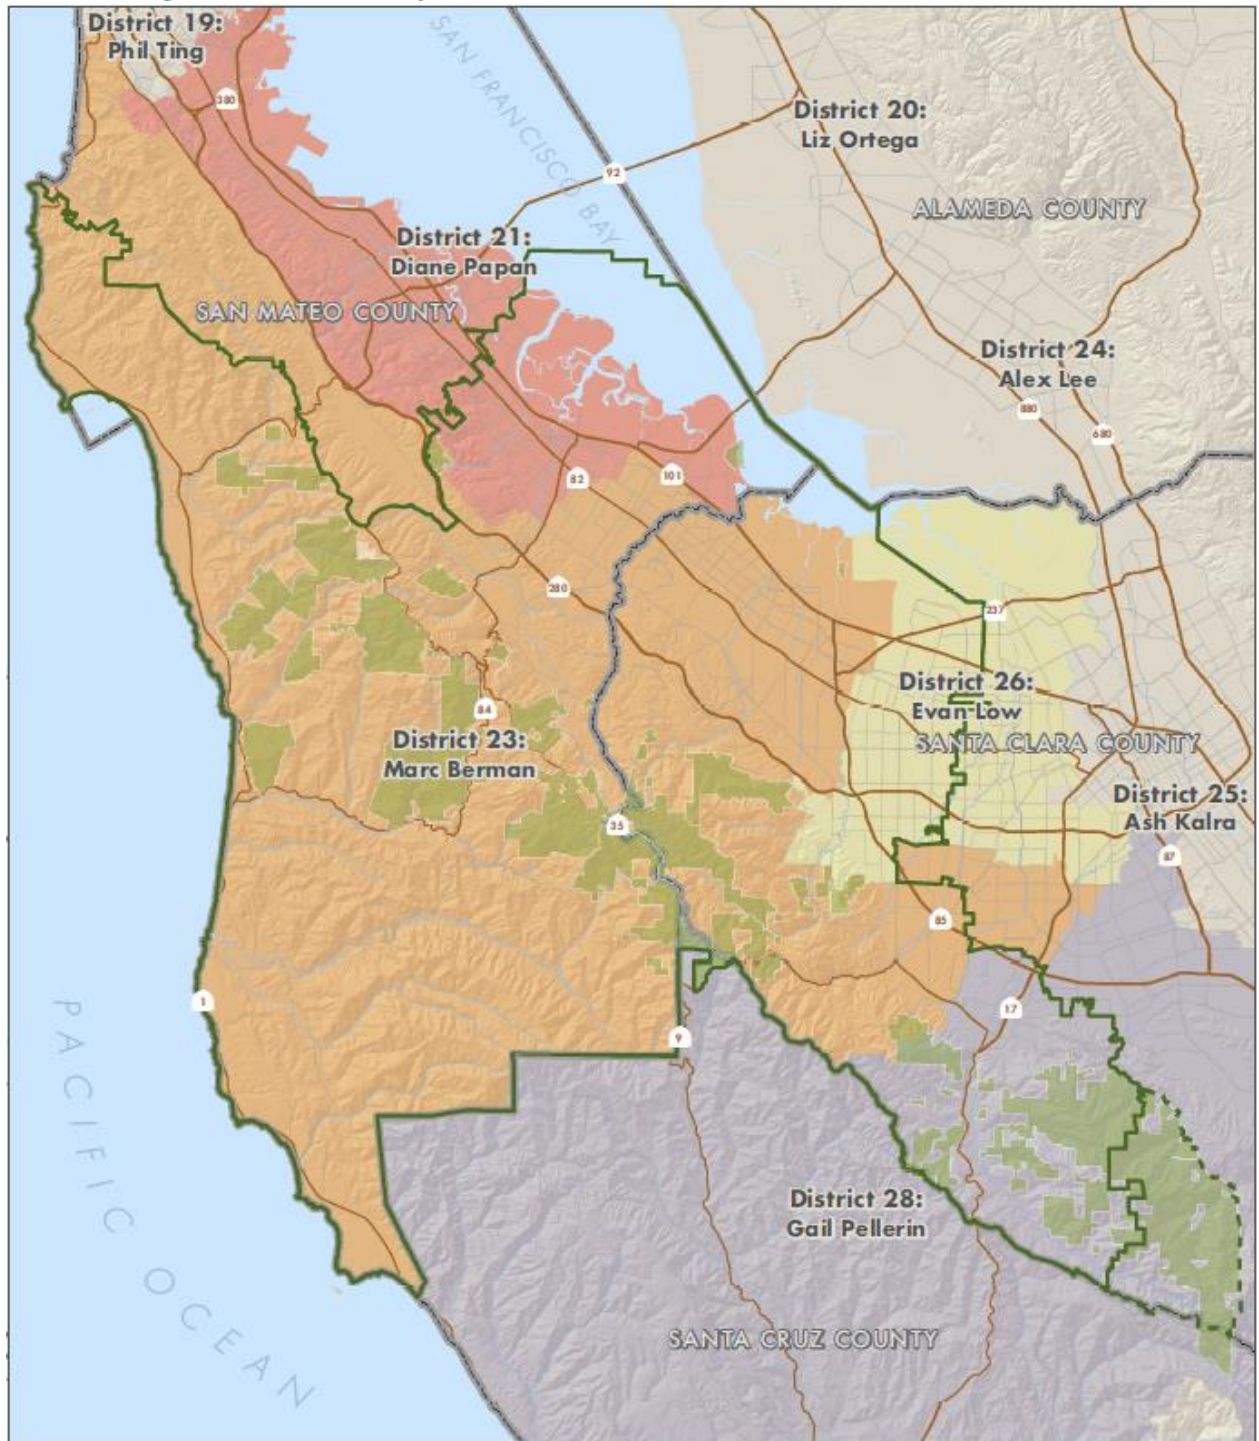 District 19:
Phil Ting
380
SAN FRANCISCO BAY
92
District 20:
Liz Ortega
ALAMEDA COUNTY
District 21:
Diane Papan
SAN MATEO COUNTY
District 24:
Alex Lee
880
680
82
101
280
237
District 26:
Evan Low
SANTA CLARA COUNTY
84
District 23:
Marc Berman
35
District 25:
Ash Kalra
87
85
1
17
9
PACIFIC OCEAN
District 28:
Gail Pellerin
SANTA CRUZ COUNTY